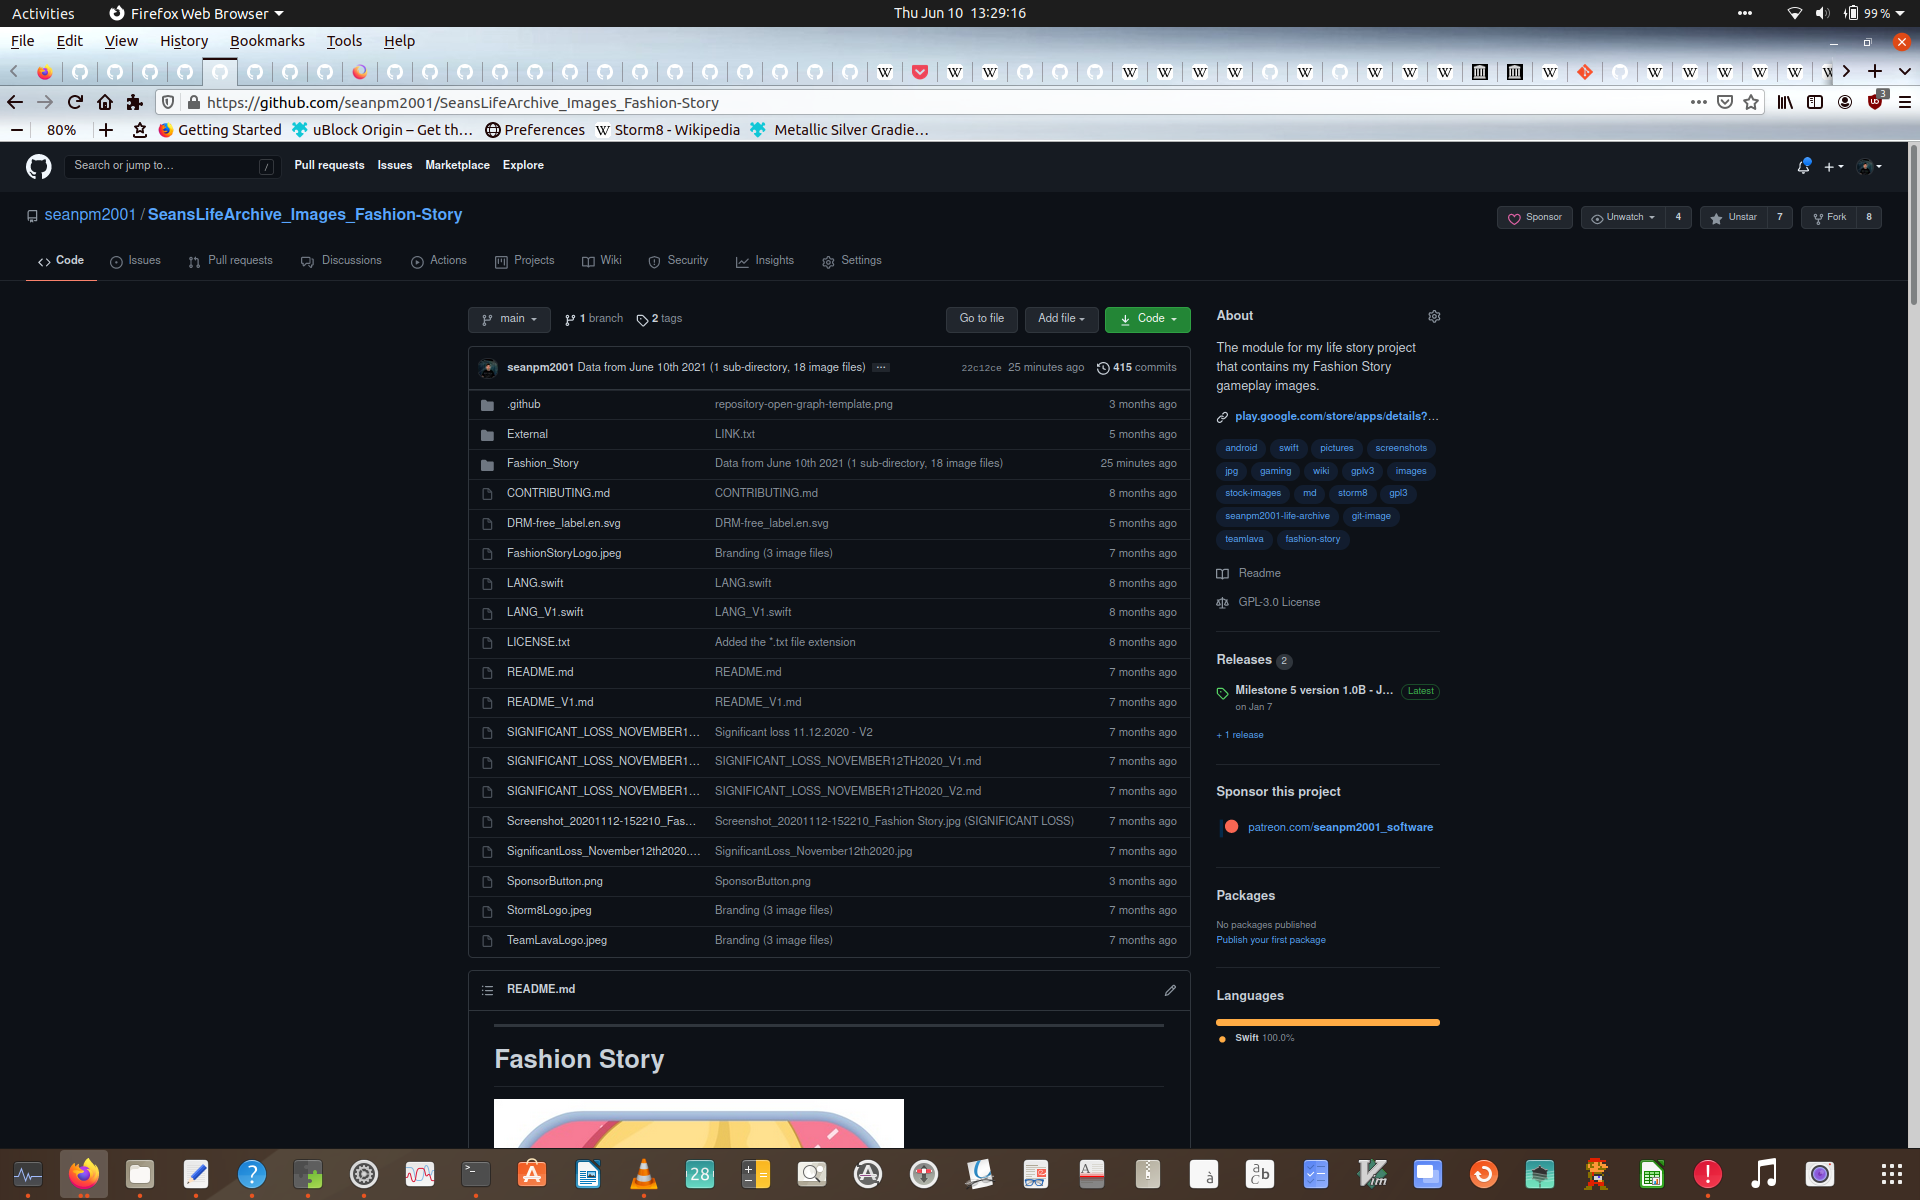 Activities Firefox Web Browser Thu Jun 10 13:29:16 99 %
File Edit View History Bookmarks Tools Help
https://github.com/seanpm2001/SeansLifeArchive_Images_Fashion-Story 3
80% Getting Started uBlock Origin – Get th… Preferences Storm8 - Wikipedia Metallic Silver Gradie…
Search or jump to… / Pull requests Issues Marketplace Explore
seanpm2001 / SeansLifeArchive_Images_Fashion-Story Sponsor Unwatch 4 Unstar 7 Fork 8
Code Issues Pull requests Discussions Actions Projects Wiki Security Insights Settings
main 1 branch 2 tags Go to file Add file Code
seanpm2001 Data from June 10th 2021 (1 sub-directory, 18 image files) ... 22c12ce 25 minutes ago 415 commits
.github repository-open-graph-template.png 3 months ago
External LINK.txt 5 months ago
Fashion_Story Data from June 10th 2021 (1 sub-directory, 18 image files) 25 minutes ago
CONTRIBUTING.md CONTRIBUTING.md 8 months ago
DRM-free_label.en.svg DRM-free_label.en.svg 5 months ago
FashionStoryLogo.jpeg Branding (3 image files) 7 months ago
LANG.swift LANG.swift 8 months ago
LANG_V1.swift LANG_V1.swift 8 months ago
LICENSE.txt Added the *.txt file extension 8 months ago
README.md README.md 7 months ago
README_V1.md README_V1.md 7 months ago
SIGNIFICANT_LOSS_NOVEMBER1… Significant loss 11.12.2020 - V2 7 months ago
SIGNIFICANT_LOSS_NOVEMBER1… SIGNIFICANT_LOSS_NOVEMBER12TH2020_V1.md 7 months ago
SIGNIFICANT_LOSS_NOVEMBER1… SIGNIFICANT_LOSS_NOVEMBER12TH2020_V2.md 7 months ago
Screenshot_20201112-152210_Fas… Screenshot_20201112-152210_Fashion Story.jpg (SIGNIFICANT LOSS) 7 months ago
SignificantLoss_November12th2020.… SignificantLoss_November12th2020.jpg 7 months ago
SponsorButton.png SponsorButton.png 3 months ago
Storm8Logo.jpeg Branding (3 image files) 7 months ago
TeamLavaLogo.jpeg Branding (3 image files) 7 months ago
README.md
Fashion Story
About
The module for my life story project
that contains my Fashion Story
gameplay images.
play.google.com/store/apps/details?…
android swift pictures screenshots
jpg gaming wiki gplv3 images
stock-images md storm8 gpl3
seanpm2001-life-archive git-image
teamlava fashion-story
Readme
GPL-3.0 License
Releases 2
Milestone 5 version 1.0B - J… Latest
on Jan 7
+ 1 release
Sponsor this project
patreon.com/seanpm2001_software
Packages
No packages published
Publish your first package
Languages
Swift 100.0%
28